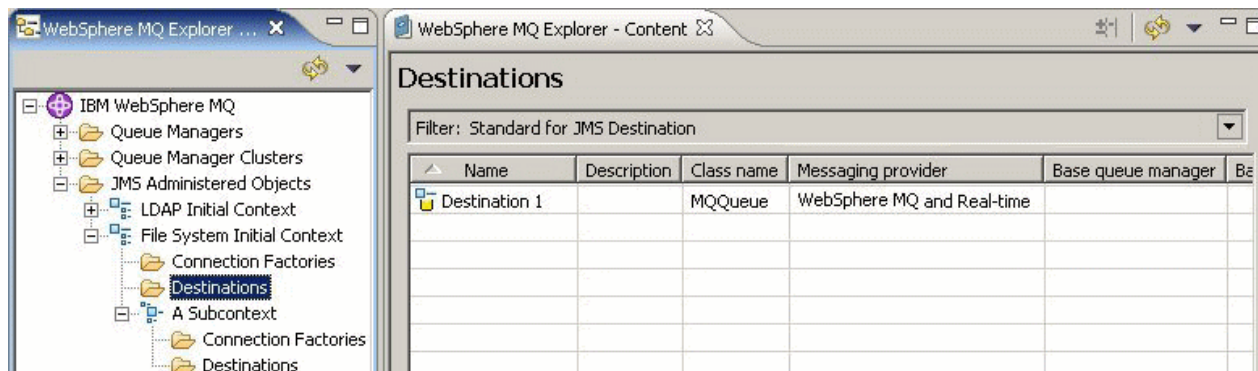 WebSphere MQ Explorer ...
IBM WebSphere MQ
Queue Managers
Queue Manager Clusters
JMS Administered Objects
LDAP Initial Context
File System Initial Context
Connection Factories
Destinations
A Subcontext
Connection Factories
Destinations
WebSphere MQ Explorer - Content
Destinations
Filter: Standard for JMS Destination
Name Description Class name Messaging provider Base queue manager Ba
Destination 1 MQQueue WebSphere MQ and Real-time